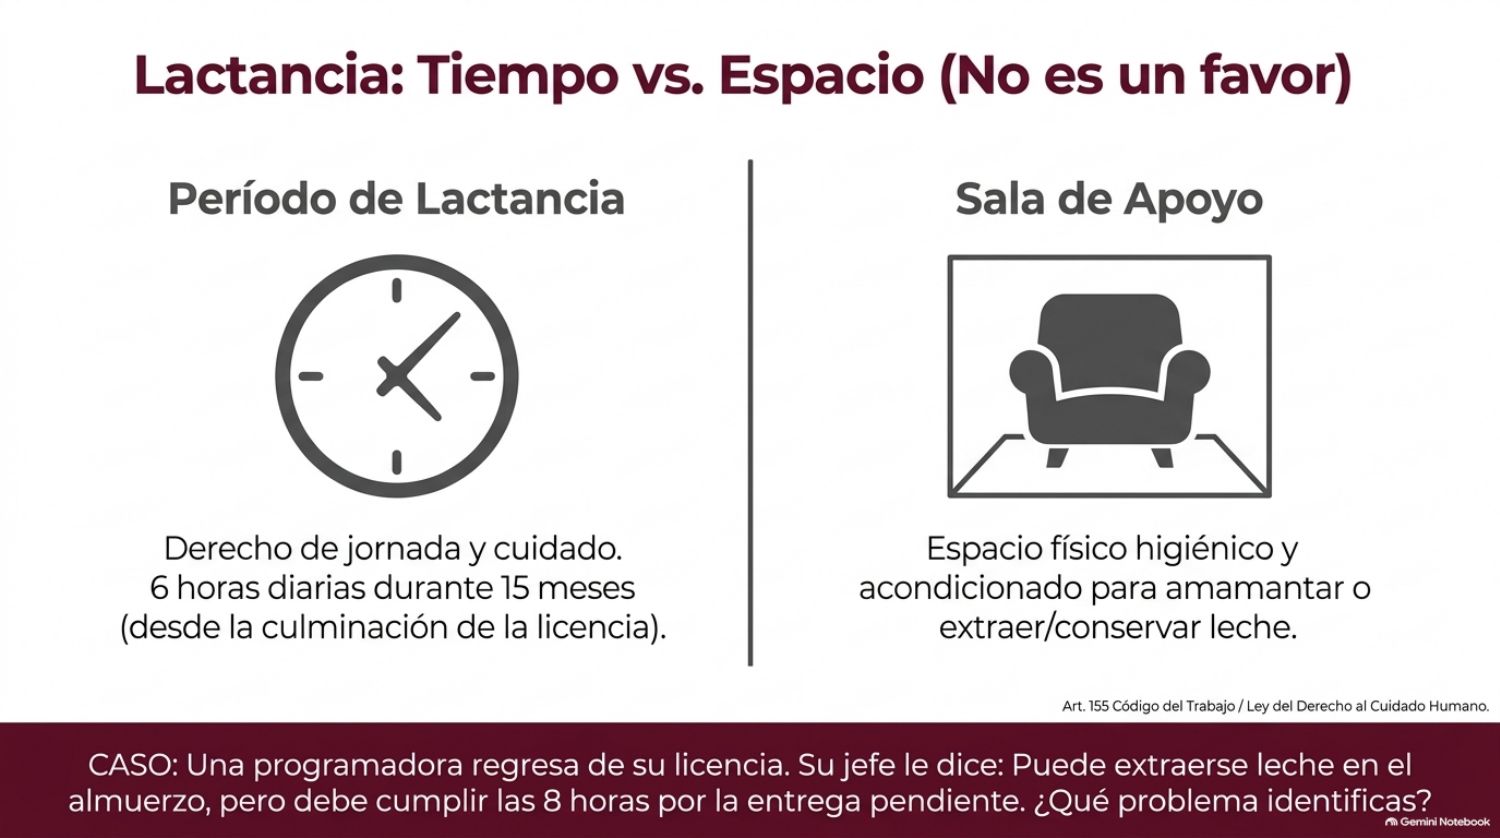 Lactancia: Tiempo vs. Espacio (No es un favor)
Período de Lactancia
Derecho de jornada y cuidado.
6 horas diarias durante 15 meses
(desde la culminación de la licencia).
Sala de Apoyo
Espacio físico higiénico y
acondicionado para amamantar o
extraer/conservar leche.
Art. 155 Código del Trabajo / Ley del Derecho al Cuidado Humano.
CASO: Una programadora regresa de su licencia. Su jefe le dice: Puede extraerse leche en el
almuerzo, pero debe cumplir las 8 horas por la entrega pendiente. ¿Qué problema identificas?
Gemini Notebook